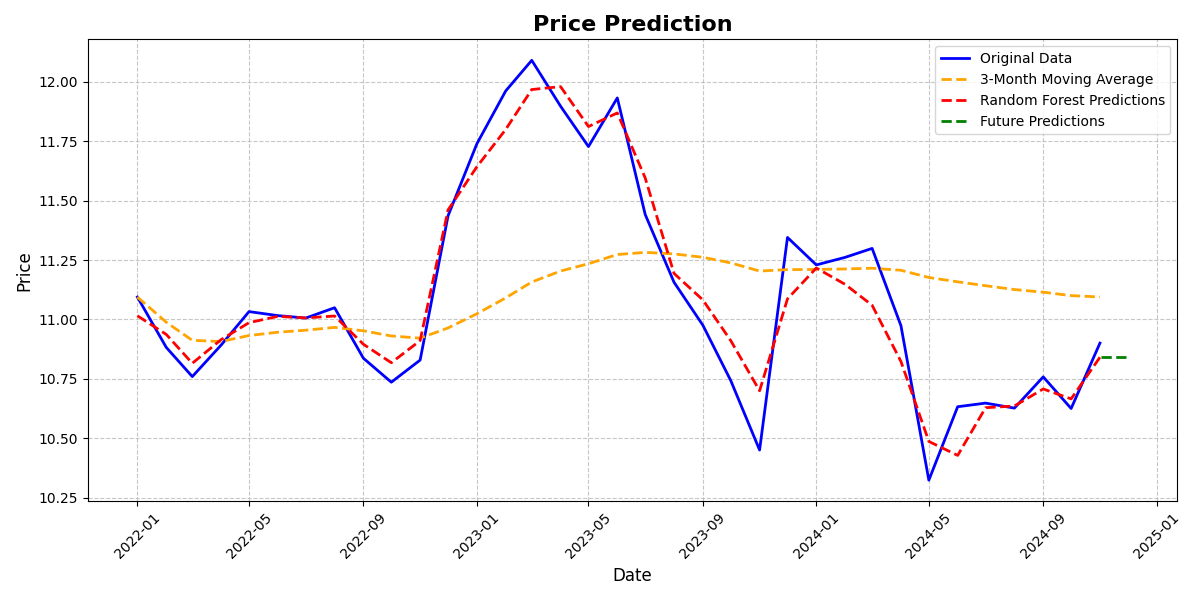 Price Prediction
Original Data
3-Month Moving Average
Random Forest Predictions
Future Predictions
Price
12.00
11.75
11.50
11.25
11.00
10.75
10.50
10.25
2022-01
2022-05
2022-09
2023-01
2023-05
2023-09
2024-01
2024-05
2024-09
2025-01
Date